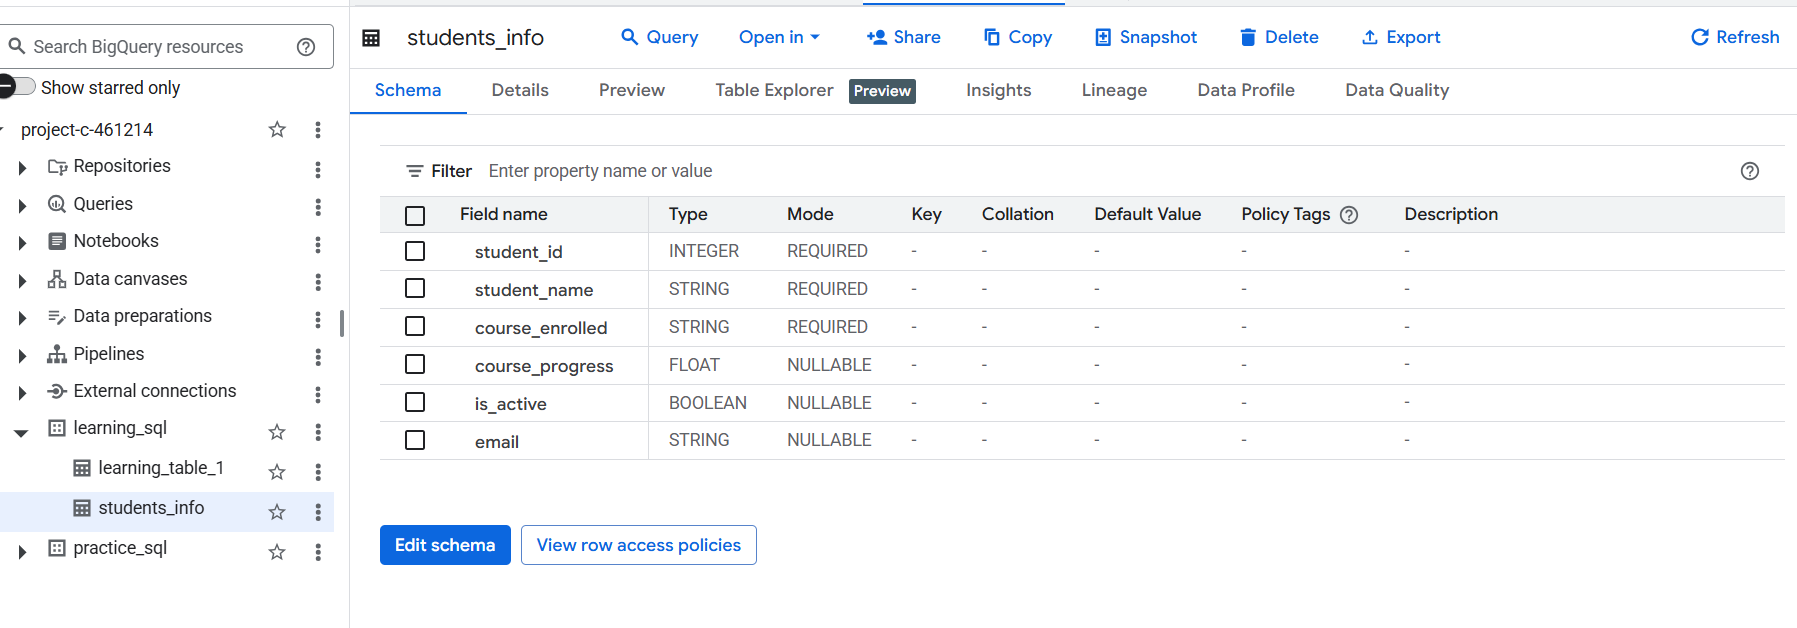 Search BigQuery resources
Show starred only
project-c-461214
Repositories
Queries
Notebooks
Data canvases
Data preparations
Pipelines
External connections
learning_sql
learning_table_1
students_info
practice_sql
students_info Query Open in Share Copy Snapshot Delete Export Refresh
Schema Details Preview Table Explorer Preview Insights Lineage Data Profile Data Quality
Filter Enter property name or value
Field name Type Mode Key Collation Default Value Policy Tags Description
student_id INTEGER REQUIRED - - - - -
student_name STRING REQUIRED - - - - -
course_enrolled STRING REQUIRED - - - - -
course_progress FLOAT NULLABLE - - - - -
is_active BOOLEAN NULLABLE - - - - -
email STRING NULLABLE - - - - -
Edit schema View row access policies